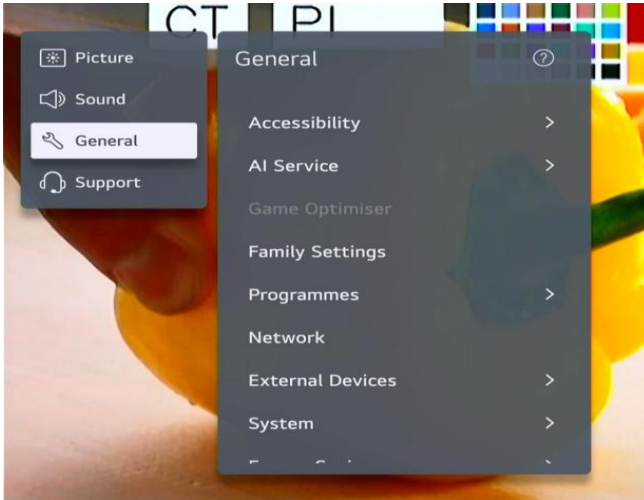 CT PI
Picture
Sound
General
Support
General
Accessibility
AI Service
Game Optimiser
Family Settings
Programmes
Network
External Devices
System